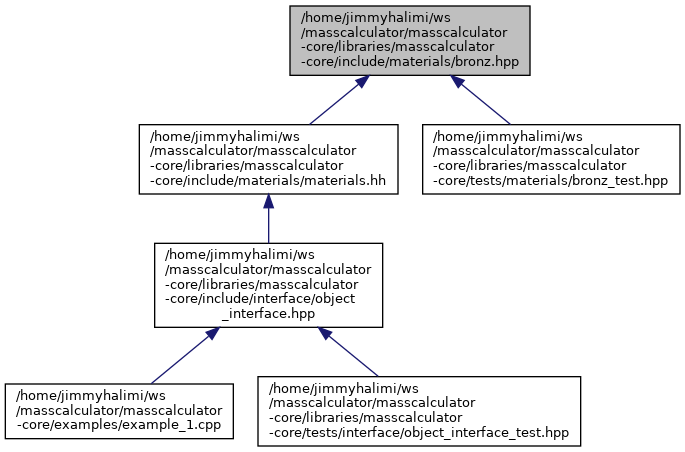 /home/jimmyhalimi/ws
/masscalculator/masscalculator
-core/libraries/masscalculator
-core/include/materials/bronz.hpp
/home/jimmyhalimi/ws
/masscalculator/masscalculator
-core/libraries/masscalculator
-core/include/materials/materials.hh
/home/jimmyhalimi/ws
/masscalculator/masscalculator
-core/libraries/masscalculator
-core/tests/materials/bronz_test.hpp
/home/jimmyhalimi/ws
/masscalculator/masscalculator
-core/libraries/masscalculator
-core/include/interface/object
_interface.hpp
/home/jimmyhalimi/ws
/masscalculator/masscalculator
-core/examples/example_1.cpp
/home/jimmyhalimi/ws
/masscalculator/masscalculator
-core/libraries/masscalculator
-core/tests/interface/object_interface_test.hpp